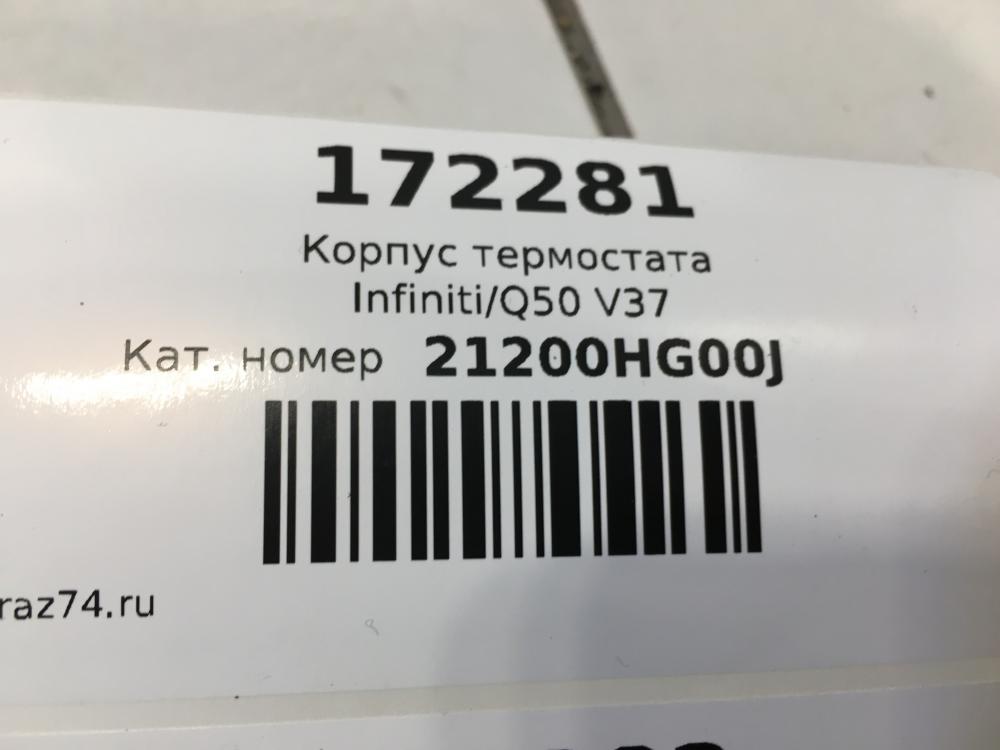 172281
Корпус термостата
Infiniti/Q50 V37
Кат. номер 21200HG00J
raz74.ru